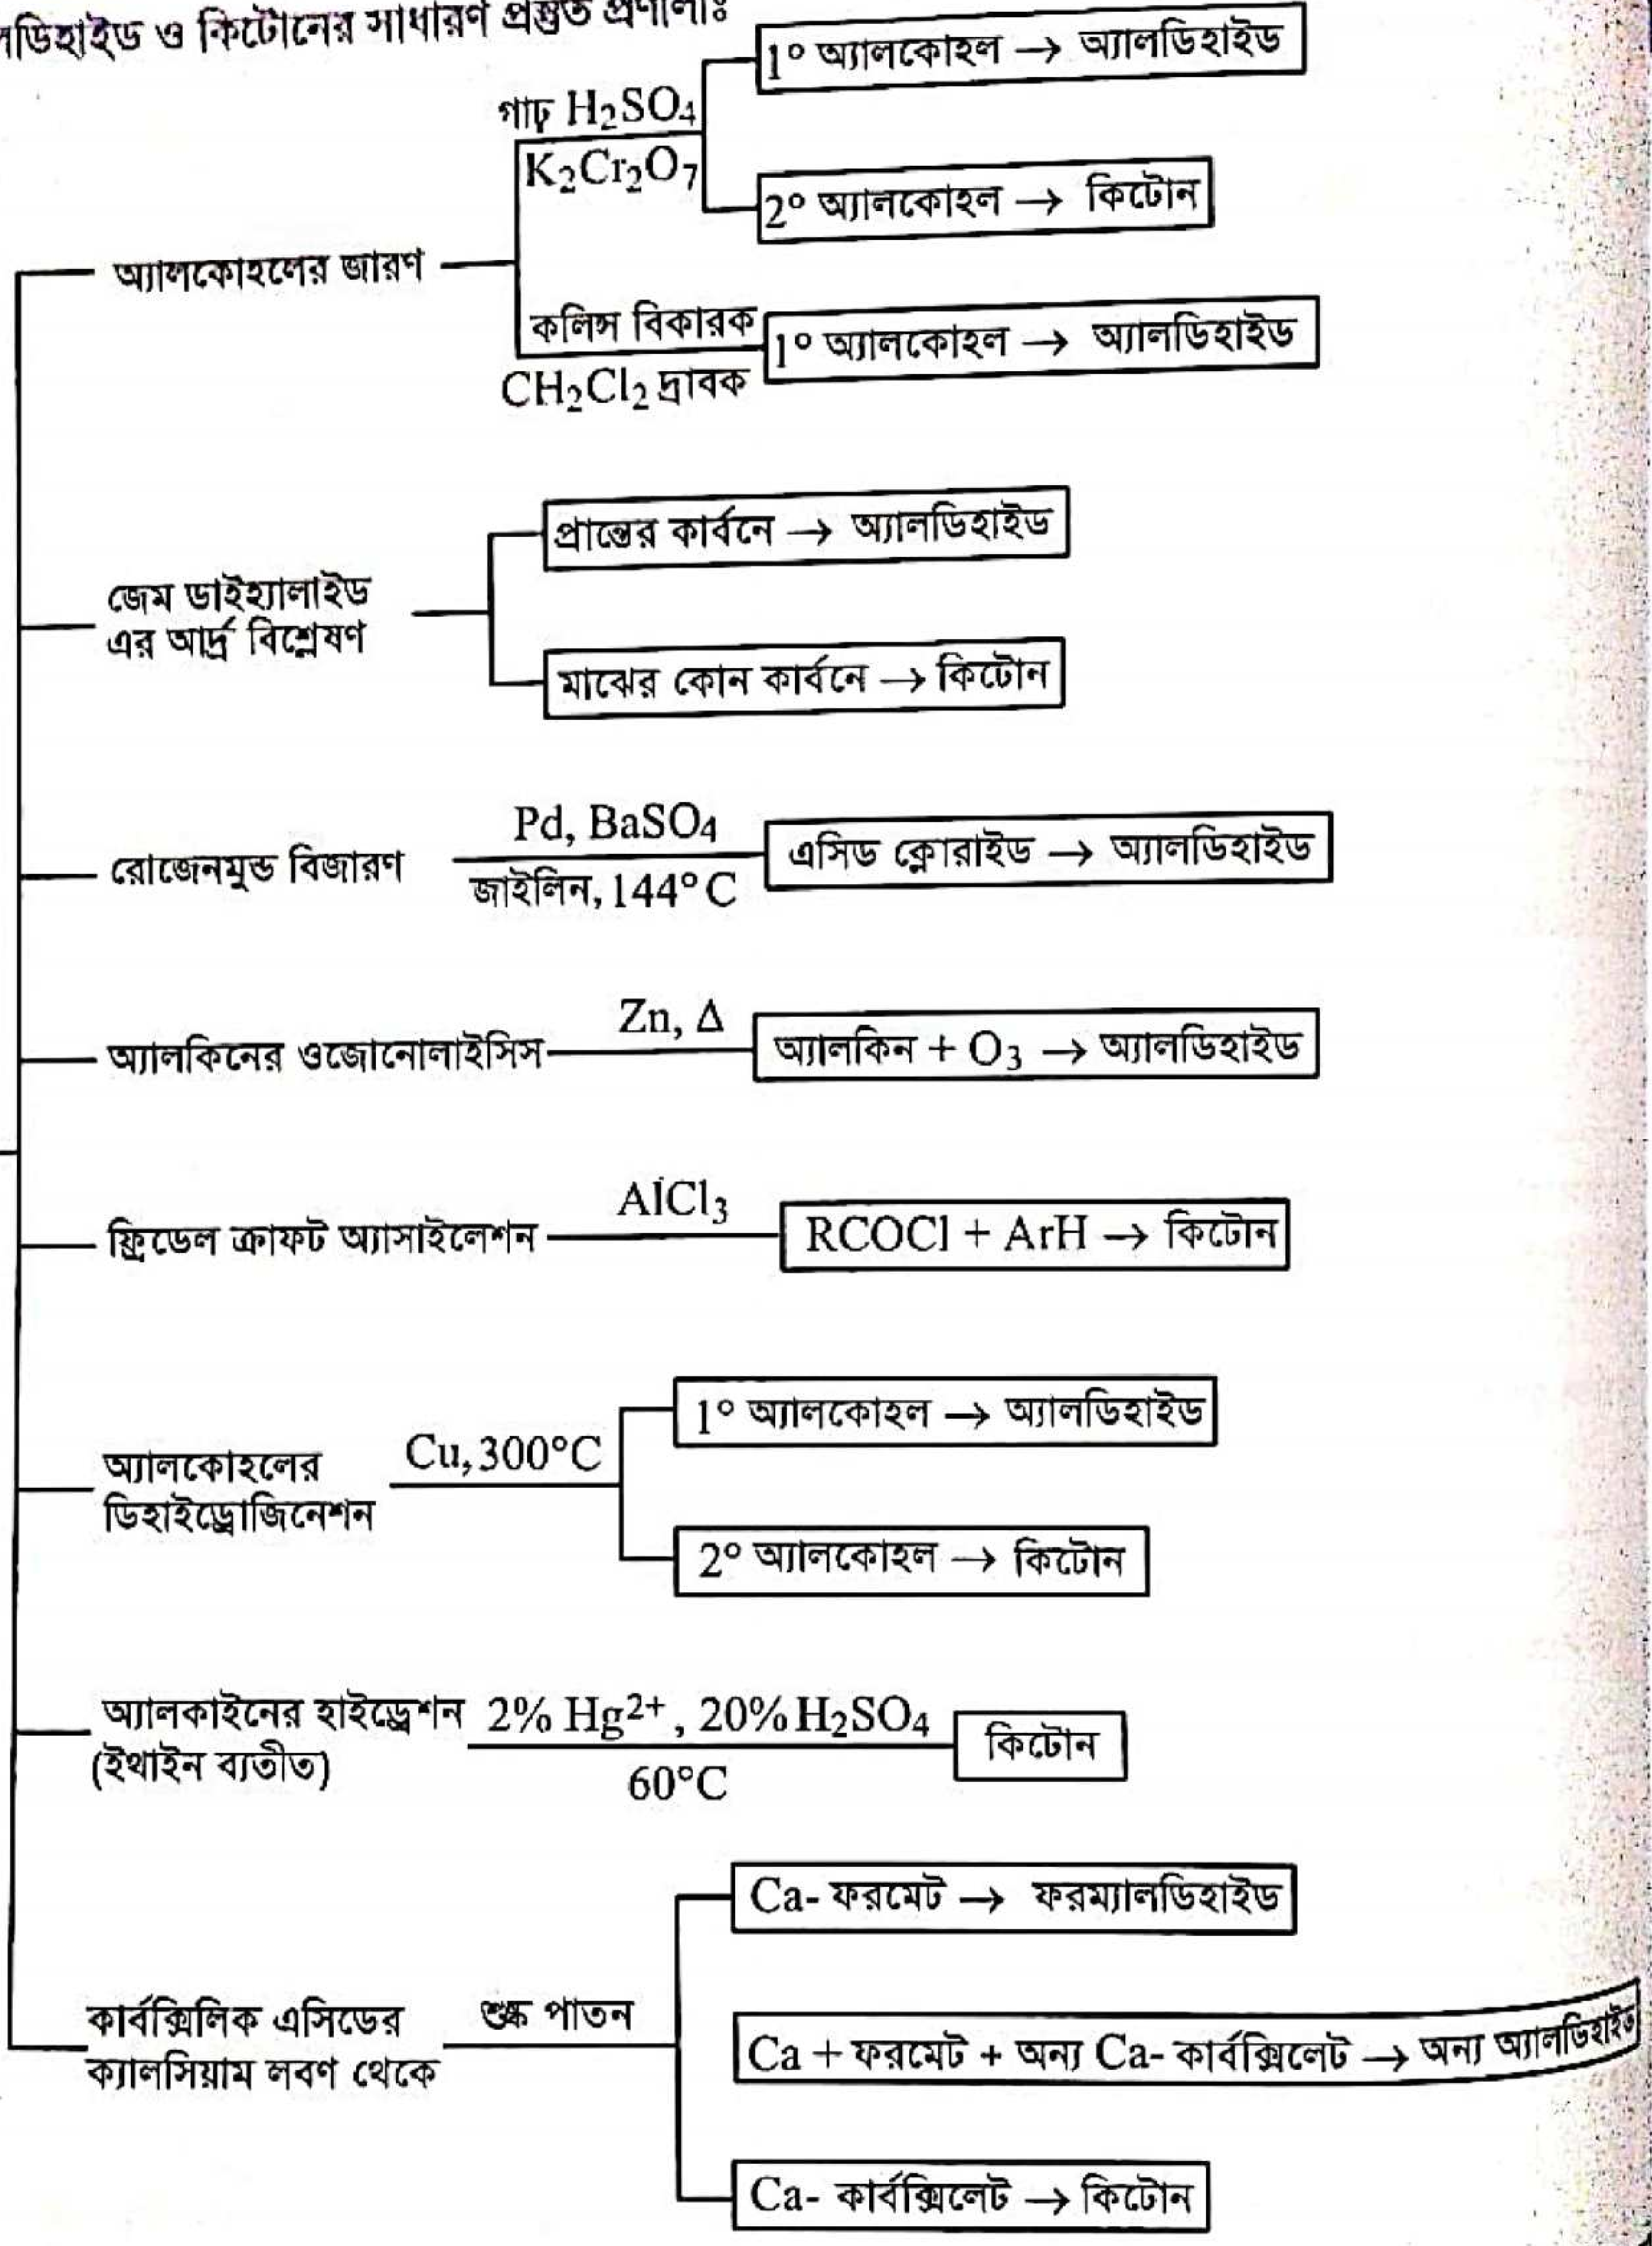 লডিহাইড ও কিটোনের সাধারণ প্রস্তুত প্রণালীঃ
গাঢ় H₂SO₄
K₂Cr₂O₇
1° অ্যালকোহল → অ্যালডিহাইড
2° অ্যালকোহল → কিটোন
অ্যালকোহলের জারণ
কলিন্স বিকারক
CH₂Cl₂ দ্রাবক
1° অ্যালকোহল → অ্যালডিহাইড
জেম ডাইহ্যালাইড
এর আর্দ্র বিশ্লেষণ
প্রান্তের কার্বনে → অ্যালডিহাইড
মাঝের কোন কার্বনে → কিটোন
রোজেনমুন্ড বিজারণ
Pd, BaSO₄
জাইলিন, 144° C
এসিড ক্লোরাইড → অ্যালডিহাইড
অ্যালকিনের ওজোনোলাইসিস
Zn, Δ
অ্যালকিন + O₃ → অ্যালডিহাইড
ফ্রিডেল ক্রাফট অ্যাসাইলেশন
AlCl₃
RCOCl + ArH → কিটোন
অ্যালকোহলের
ডিহাইড্রোজিনেশন
Cu, 300°C
1° অ্যালকোহল → অ্যালডিহাইড
2° অ্যালকোহল → কিটোন
অ্যালকাইনের হাইড্রেশন
(ইথাইন ব্যতীত)
2% Hg²⁺ , 20% H₂SO₄
60°C
কিটোন
কার্বক্সিলিক এসিডের
ক্যালসিয়াম লবণ থেকে
শুষ্ক পাতন
Ca- ফরমেট → ফরম্যালডিহাইড
Ca + ফরমেট + অন্য Ca- কার্বক্সিলেট → অন্য অ্যালডিহাইড
Ca- কার্বক্সিলেট → কিটোন